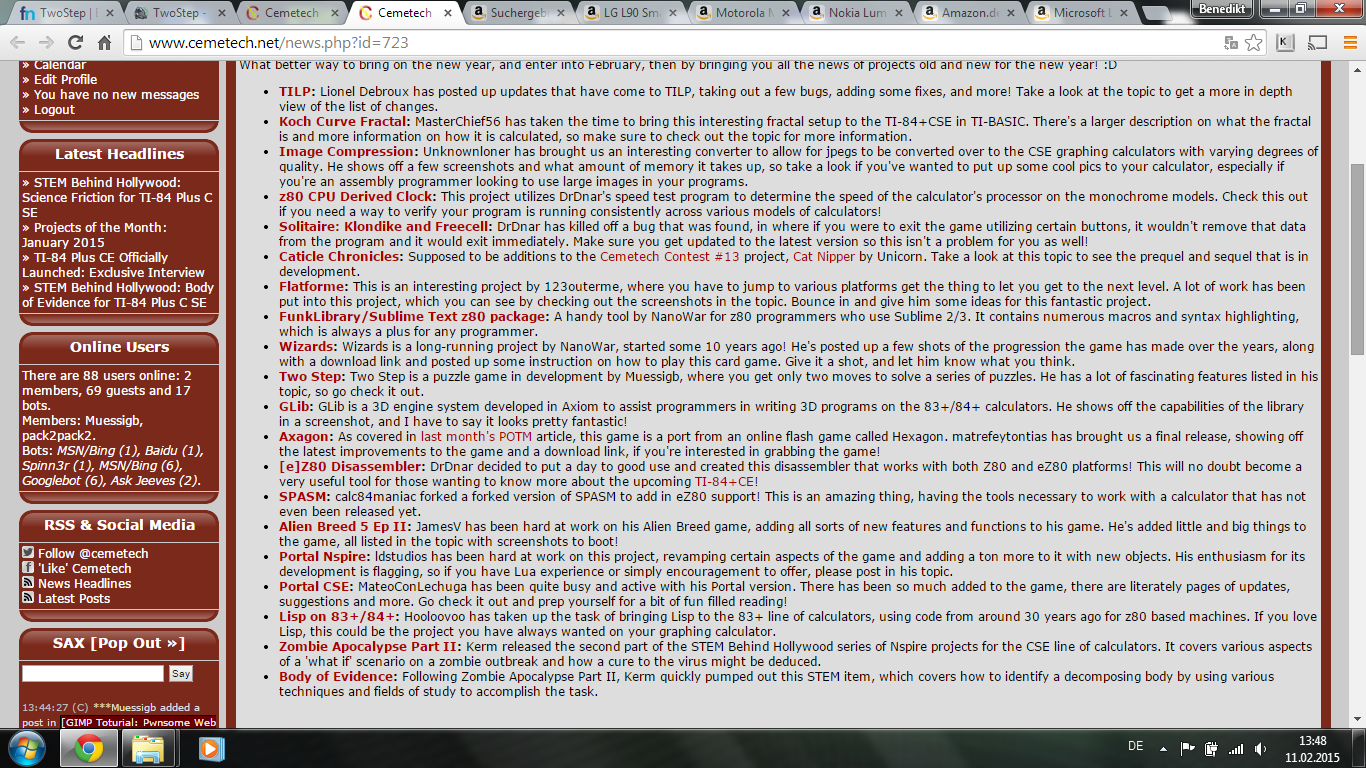 TwoStep | 
TwoStep - 
Cemetech 
Cemetech
Suchergeb
LG L90 Sma
Motorola M
Nokia Lum
Amazon.de
Microsoft L
Benedikt
www.cemetech.net/news.php?id=723
» Calendar
» Edit Profile
» You have no new messages
» Logout
Latest Headlines
» STEM Behind Hollywood:
Science Friction for TI-84 Plus C
SE
» Projects of the Month:
January 2015
» TI-84 Plus CE Officially
Launched: Exclusive Interview
» STEM Behind Hollywood: Body
of Evidence for TI-84 Plus C SE
Online Users
There are 88 users online: 2
members, 69 guests and 17
bots.
Members: Muessigb,
pack2pack2.
Bots: MSN/Bing (1), Baidu (1),
Spinn3r (1), MSN/Bing (6),
Googlebot (6), Ask Jeeves (2).
RSS & Social Media
Follow @cemetech
'Like' Cemetech
News Headlines
Latest Posts
SAX [Pop Out »]
Say
13:44:27 (C) ***Muessigb added a
post in [GIMP Toturial: Pwnsome Web
What better way to bring on the new year, and enter into February, then by bringing you all the news of projects old and new for the new year! :D
• TILP: Lionel Debroux has posted up updates that have come to TILP, taking out a few bugs, adding some fixes, and more! Take a look at the topic to get a more in depth
view of the list of changes.
• Koch Curve Fractal: MasterChief56 has taken the time to bring this interesting fractal setup to the TI-84+CSE in TI-BASIC. There's a larger description on what the fractal
is and more information on how it is calculated, so make sure to check out the topic for more information.
• Image Compression: Unknownloner has brought us an interesting converter to allow for jpegs to be converted over to the CSE graphing calculators with varying degrees of
quality. He shows off a few screenshots and what amount of memory it takes up, so take a look if you've wanted to put up some cool pics to your calculator, especially if
you're an assembly programmer looking to use large images in your programs.
• z80 CPU Derived Clock: This project utilizes DrDnar's speed test program to determine the speed of the calculator's processor on the monochrome models. Check this out
if you need a way to verify your program is running consistently across various models of calculators!
• Solitaire: Klondike and Freecell: DrDnar has killed off a bug that was found, in where if you were to exit the game utilizing certain buttons, it wouldn't remove that data
from the program and it would exit immediately. Make sure you get updated to the latest version so this isn't a problem for you as well!
• Caticle Chronicles: Supposed to be additions to the Cemetech Contest #13 project, Cat Nipper by Unicorn. Take a look at this topic to see the prequel and sequel that is in
development.
• Flatforme: This is an interesting project by 123outerme, where you have to jump to various platforms get the thing to let you get to the next level. A lot of work has been
put into this project, which you can see by checking out the screenshots in the topic. Bounce in and give him some ideas for this fantastic project.
• FunkLibrary/Sublime Text z80 package: A handy tool by NanoWar for z80 programmers who use Sublime 2/3. It contains numerous macros and syntax highlighting,
which is always a plus for any programmer.
• Wizards: Wizards is a long-running project by NanoWar, started some 10 years ago! He's posted up a few shots of the progression the game has made over the years, along
with a download link and posted up some instruction on how to play this card game. Give it a shot, and let him know what you think.
• Two Step: Two Step is a puzzle game in development by Muessigb, where you get only two moves to solve a series of puzzles. He has a lot of fascinating features listed in his
topic, so go check it out.
• GLib: GLib is a 3D engine system developed in Axiom to assist programmers in writing 3D programs on the 83+/84+ calculators. He shows off the capabilities of the library
in a screenshot, and I have to say it looks pretty fantastic!
• Axagon: As covered in last month's POTM article, this game is a port from an online flash game called Hexagon. matrefeytontias has brought us a final release, showing off
the latest improvements to the game and a download link, if you're interested in grabbing the game!
• [e]Z80 Disassembler: DrDnar decided to put a day to good use and created this disassembler that works with both Z80 and eZ80 platforms! This will no doubt become a
very useful tool for those wanting to know more about the upcoming TI-84+CE!
• SPASM: calc84maniac forked a forked version of SPASM to add in eZ80 support! This is an amazing thing, having the tools necessary to work with a calculator that has not
even been released yet.
• Alien Breed 5 Ep II: JamesV has been hard at work on his Alien Breed game, adding all sorts of new features and functions to his game. He's added little and big things to
the game, all listed in the topic with screenshots to boot!
• Portal Nspire: ldstudios has been hard at work on this project, revamping certain aspects of the game and adding a ton more to it with new objects. His enthusiasm for its
development is flagging, so if you have Lua experience or simply encouragement to offer, please post in his topic.
• Portal CSE: MateoConLechuga has been quite busy and active with his Portal version. There has been so much added to the game, there are literately pages of updates,
suggestions and more. Go check it out and prep yourself for a bit of fun filled reading!
• Lisp on 83+/84+: Hooloovoo has taken up the task of bringing Lisp to the 83+ line of calculators, using code from around 30 years ago for z80 based machines. If you love
Lisp, this could be the project you have always wanted on your graphing calculator.
• Zombie Apocalypse Part II: Kerm released the second part of the STEM Behind Hollywood series of Nspire projects for the CSE line of calculators. It covers various aspects
of a 'what if' scenario on a zombie outbreak and how a cure to the virus might be deduced.
• Body of Evidence: Following Zombie Apocalypse Part II, Kerm quickly pumped out this STEM item, which covers how to identify a decomposing body by using various
techniques and fields of study to accomplish the task.
DE
13:48
11.02.2015